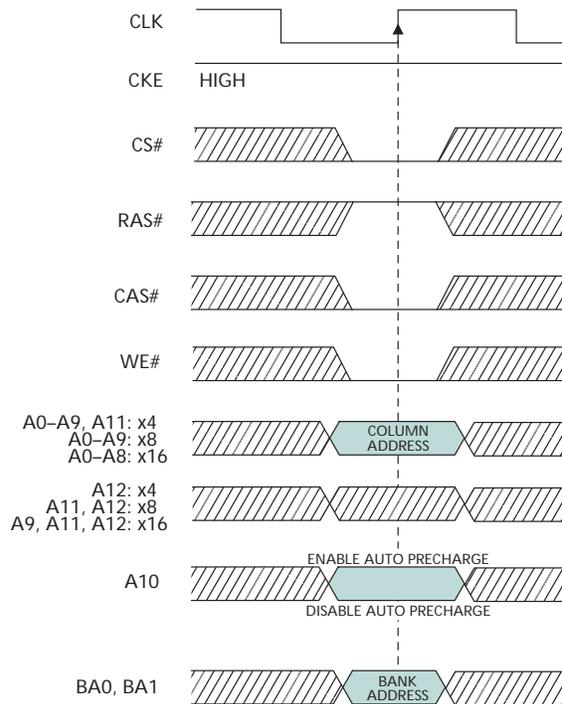 CLK
CKE HIGH
CS#
RAS#
CAS#
WE#
A0–A9, A11: x4
A0–A9: x8
A0–A8: x16
COLUMN
ADDRESS
A12: x4
A11, A12: x8
A9, A11, A12: x16
ENABLE AUTO PRECHARGE
A10
DISABLE AUTO PRECHARGE
BA0, BA1
BANK
ADDRESS